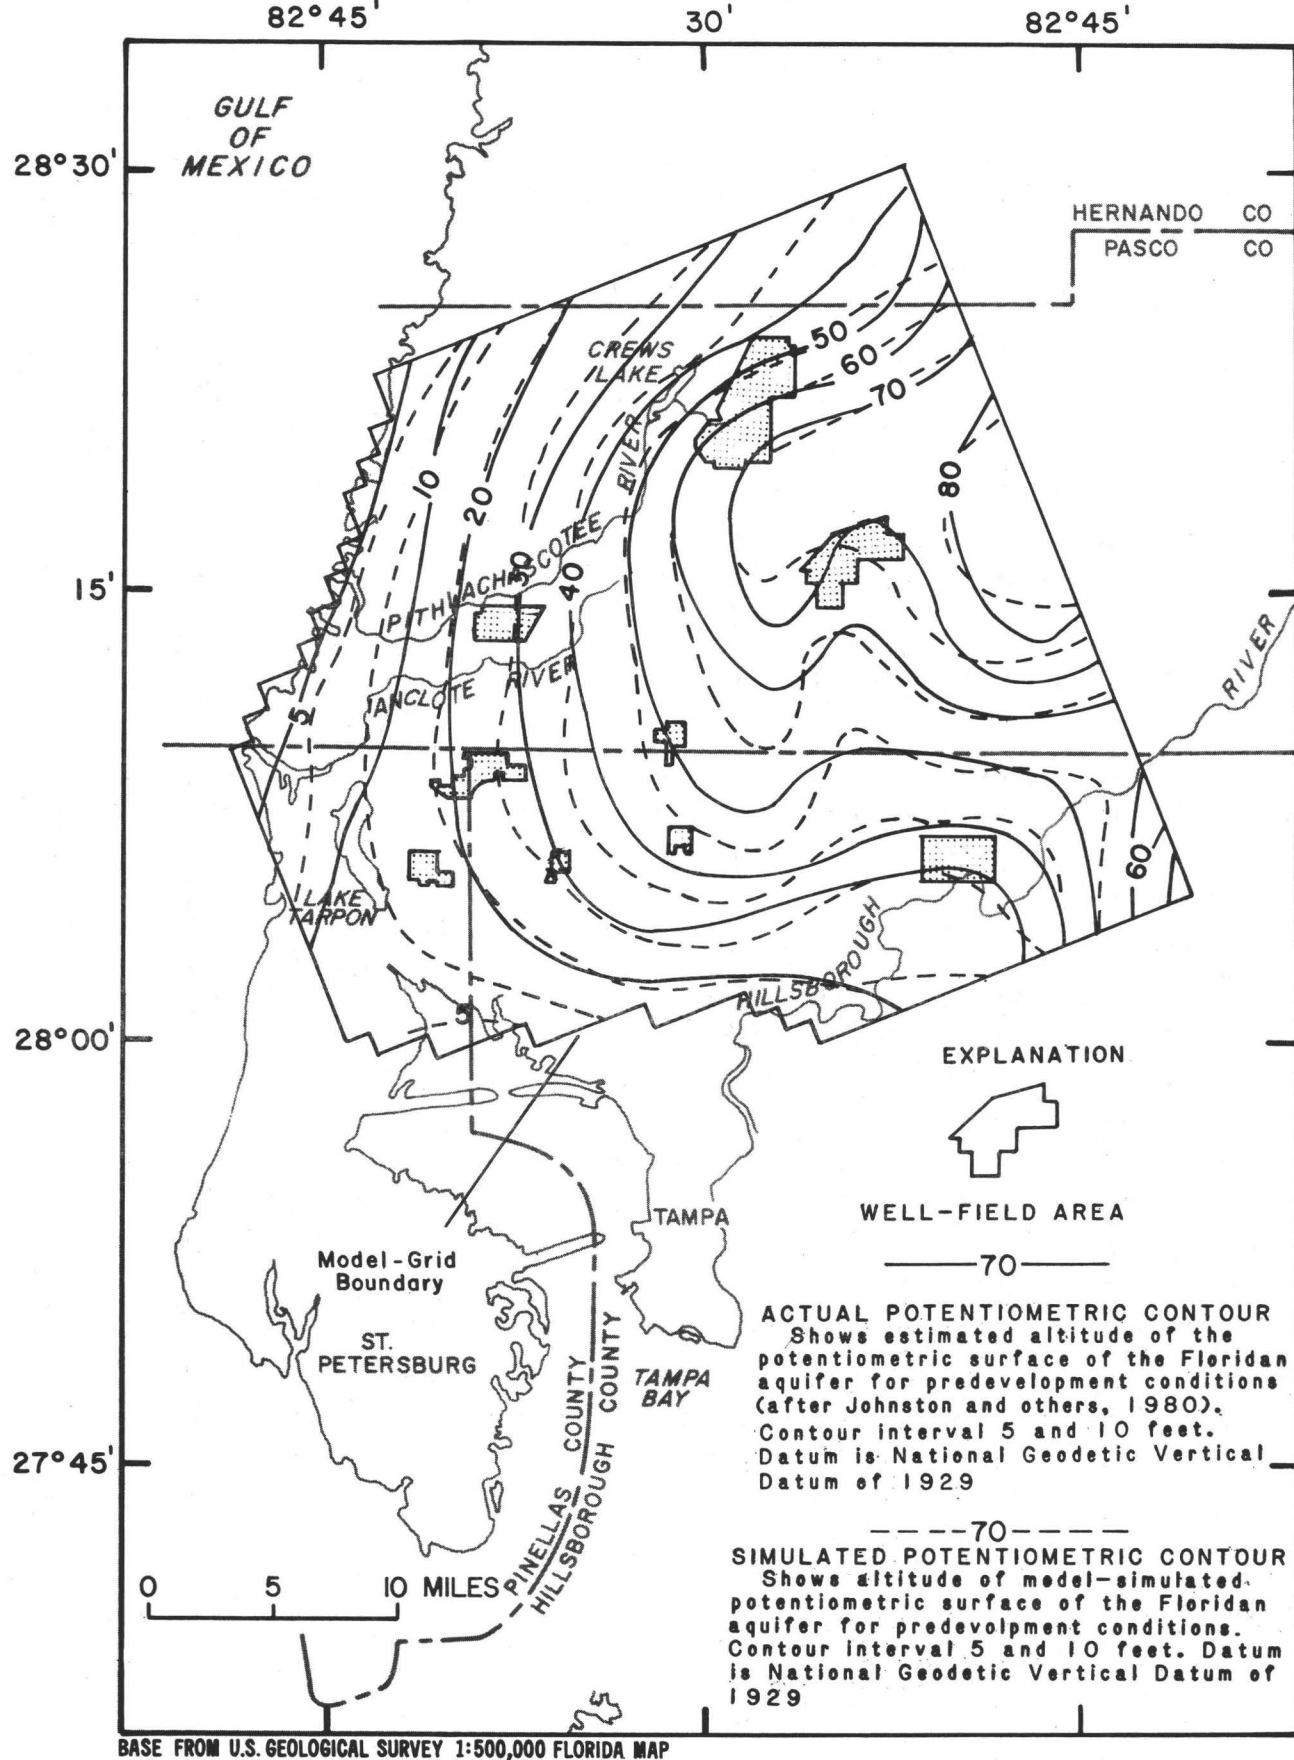 82°45'
30'
82°45'
GULF
OF
MEXICO
28°30'
HERNANDO CO
PASCO CO
CREWS
LAKE
50
60
70
10
20
RIVER
80
30
40
15'
PITHLACHASCOTEE
ANCLOTE RIVER
RIVER
5
60
LAKE
TARPON
HILLSBOROUGH
5
28°00'
EXPLANATION
WELL-FIELD AREA
TAMPA
70
Model-Grid
Boundary
ST.
PETERSBURG
TAMPA
BAY
PINELLAS COUNTY
HILLSBOROUGH COUNTY
ACTUAL POTENTIOMETRIC CONTOUR
Shows estimated altitude of the
potentiometric surface of the Floridan
aquifer for predevelopment conditions
(after Johnston and others, 1980).
Contour interval 5 and 10 feet.
Datum is National Geodetic Vertical
Datum of 1929
27°45'
70
SIMULATED POTENTIOMETRIC CONTOUR
Shows altitude of model-simulated
potentiometric surface of the Floridan
aquifer for predevolpment conditions.
Contour interval 5 and 10 feet. Datum
is National Geodetic Vertical Datum of
1929
0 5 10 MILES
BASE FROM U.S. GEOLOGICAL SURVEY 1:500,000 FLORIDA MAP